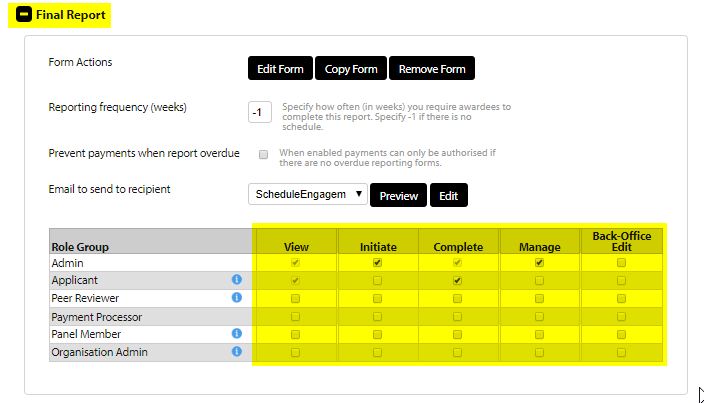 Final Report
Form Actions
Edit Form Copy Form Remove Form
Reporting frequency (weeks)
-1
Specify how often (in weeks) you require awardees to
complete this report. Specify -1 if there is no
schedule.
Prevent payments when report overdue
When enabled payments can only be authorised if
there are no overdue reporting forms.
Email to send to recipient
ScheduleEngagem Preview Edit
Role Group View Initiate Complete Manage Back-Office Edit
Admin
Applicant
Peer Reviewer
Payment Processor
Panel Member
Organisation Admin